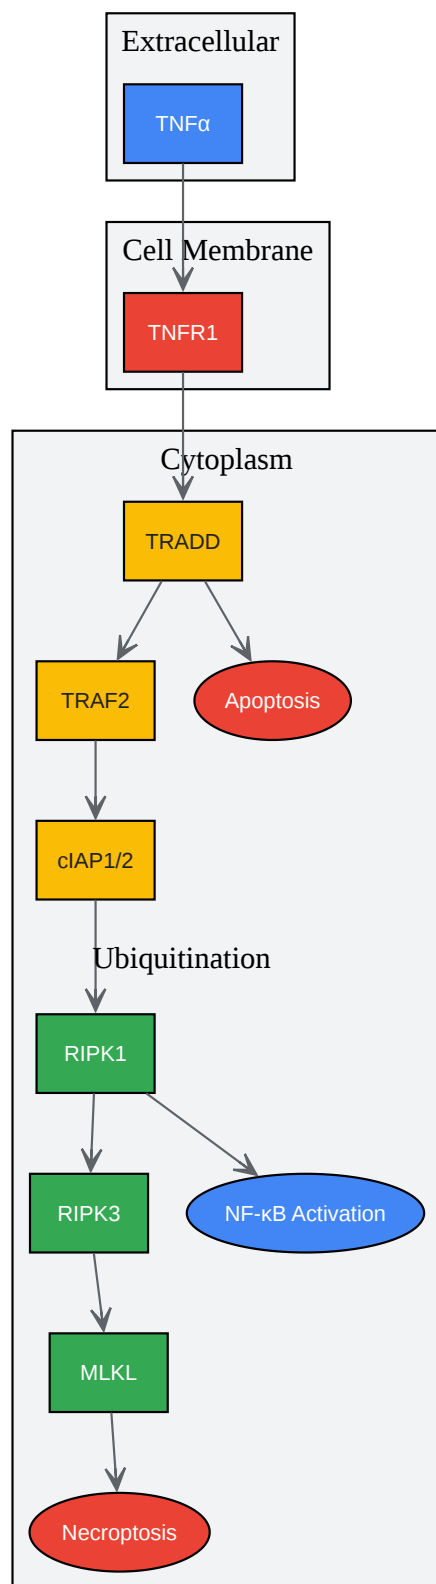 Extracellular
TNFα
Cell Membrane
TNFR1
Cytoplasm
TRADD
TRAF2
Apoptosis
cIAP1/2
Ubiquitination
RIPK1
RIPK3
NF-κB Activation
MLKL
Necroptosis